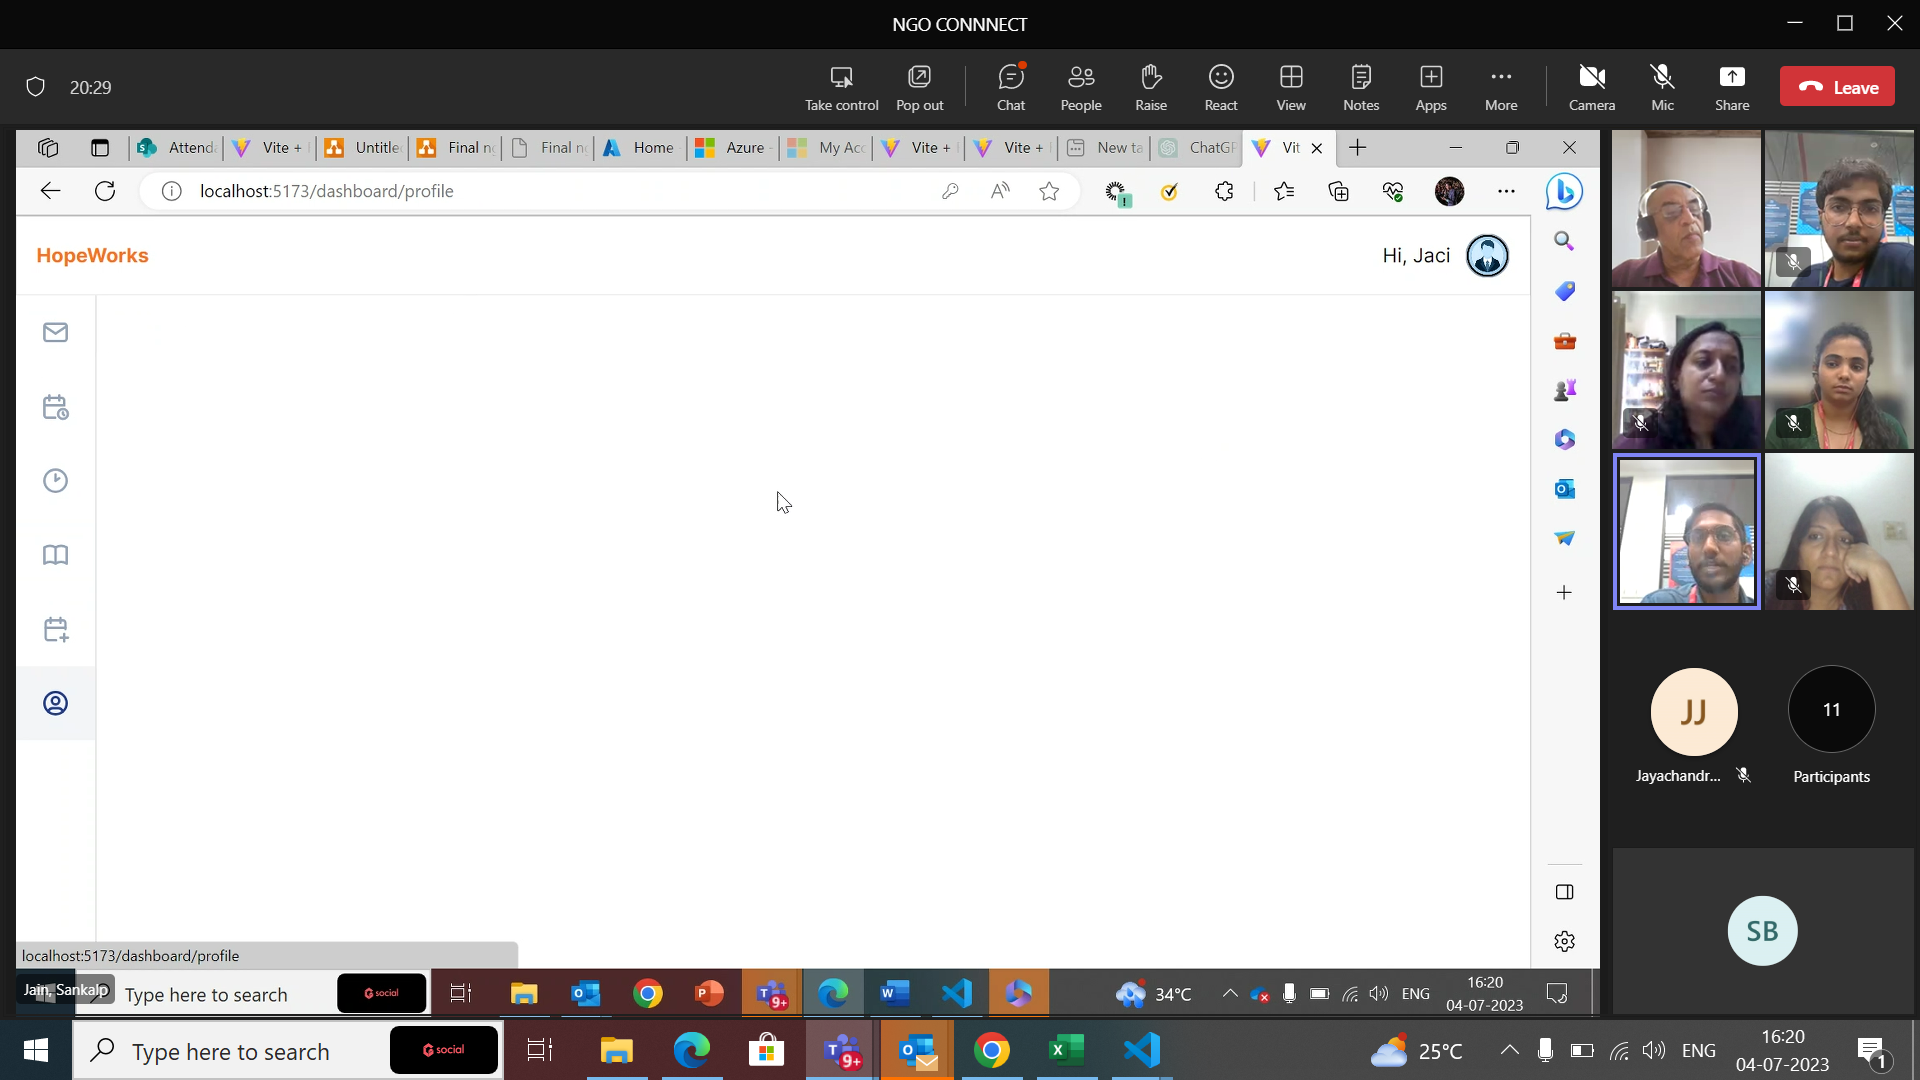 NGO CONNNECT
20:29
Take control
Pop out
Chat
People
Raise
React
View
Notes
Apps
More
Camera
Mic
Share
Leave
Attend
Vite +
Untitle
Final n
Final n
Home
Azure
My Acc
Vite +
Vite +
New ta
ChatGP
Vit
localhost:5173/dashboard/profile
HopeWorks
Hi, Jaci
JJ
Jayachandr...
11
Participants
SB
localhost:5173/dashboard/profile
Jain, Sankalp
Type here to search
social
9+
34°C
ENG
16:20
04-07-2023
Type here to search
social
9+
25°C
ENG
16:20
04-07-2023
1